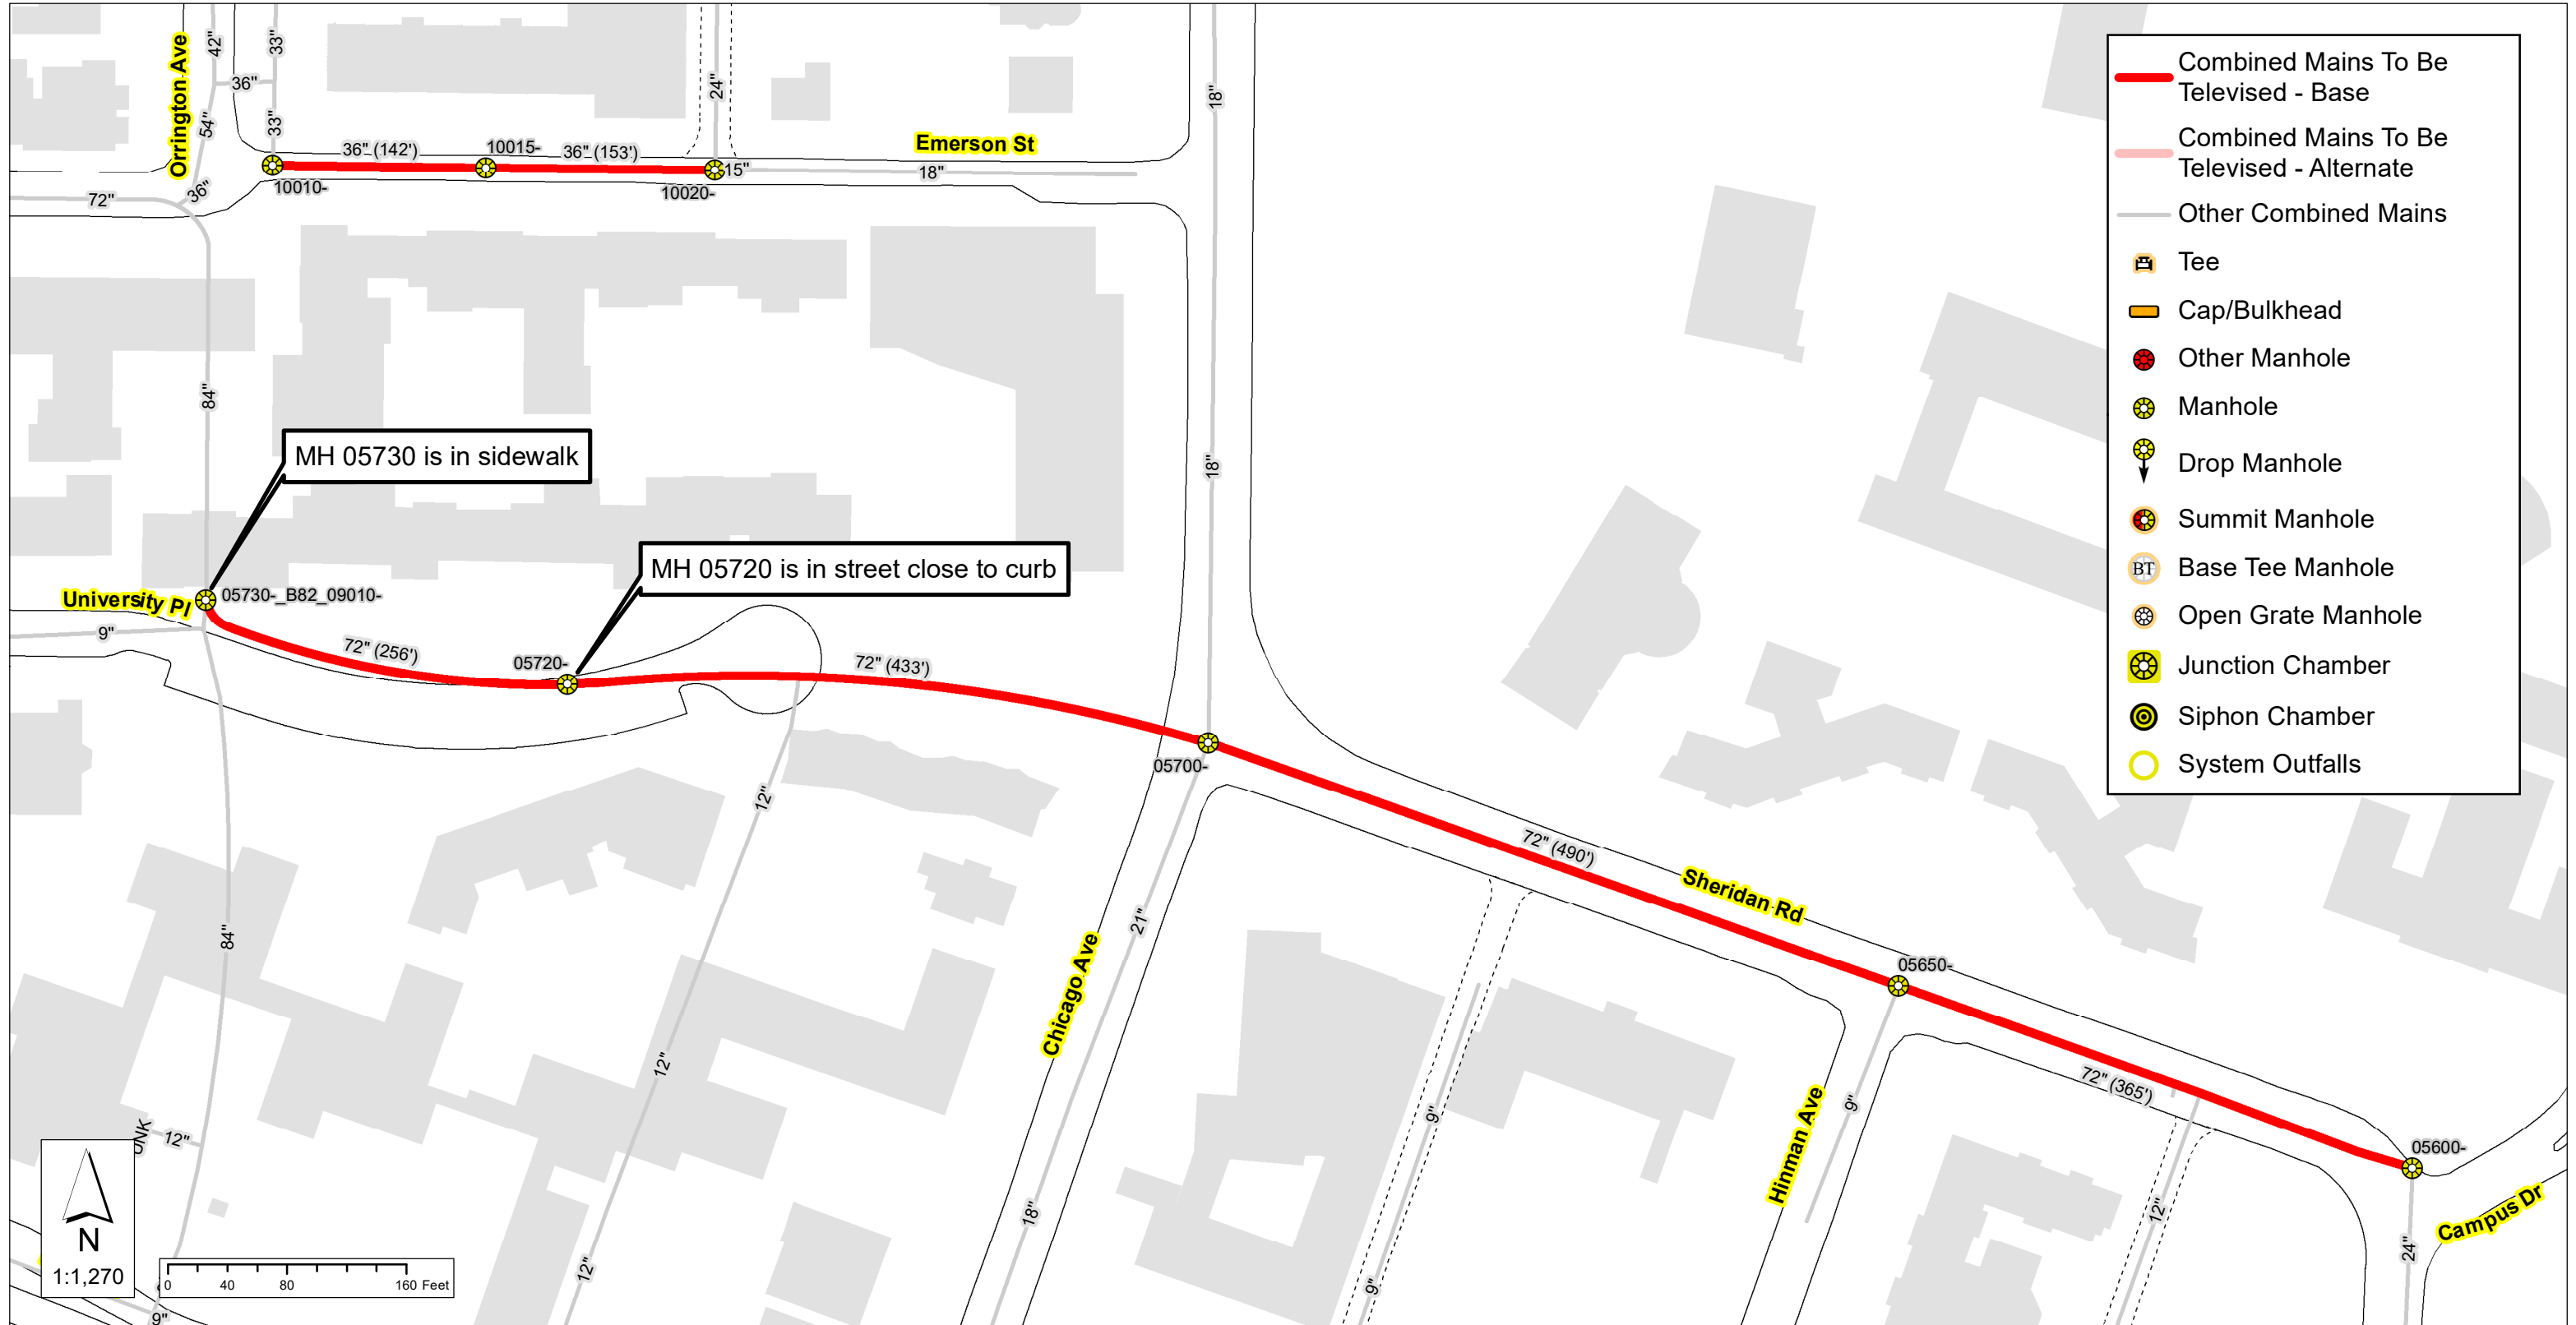 Orrington Ave
42"
33"
36"
54"
33"
24"
18"
36" (142')
10015-
36" (153')
Emerson St
10010-
10020-
15"
18"
72"
36"
84"
18"
MH 05730 is in sidewalk
MH 05720 is in street close to curb
University Pl
05730-_B82_09010-
9"
72" (256')
05720-
72" (433')
05700-
12"
72" (490')
Sheridan Rd
84"
21"
Chicago Ave
05650-
12"
9"
Hinman Ave
9"
72" (365')
05600-
UNK
12"
18"
12"
24"
Campus Dr
12"
9"
9"
N
1:1,270
0 40 80 160 Feet
Combined Mains To Be
Televised - Base
Combined Mains To Be
Televised - Alternate
Other Combined Mains
Tee
Cap/Bulkhead
Other Manhole
Manhole
Drop Manhole
Summit Manhole
BT Base Tee Manhole
Open Grate Manhole
Junction Chamber
Siphon Chamber
System Outfalls